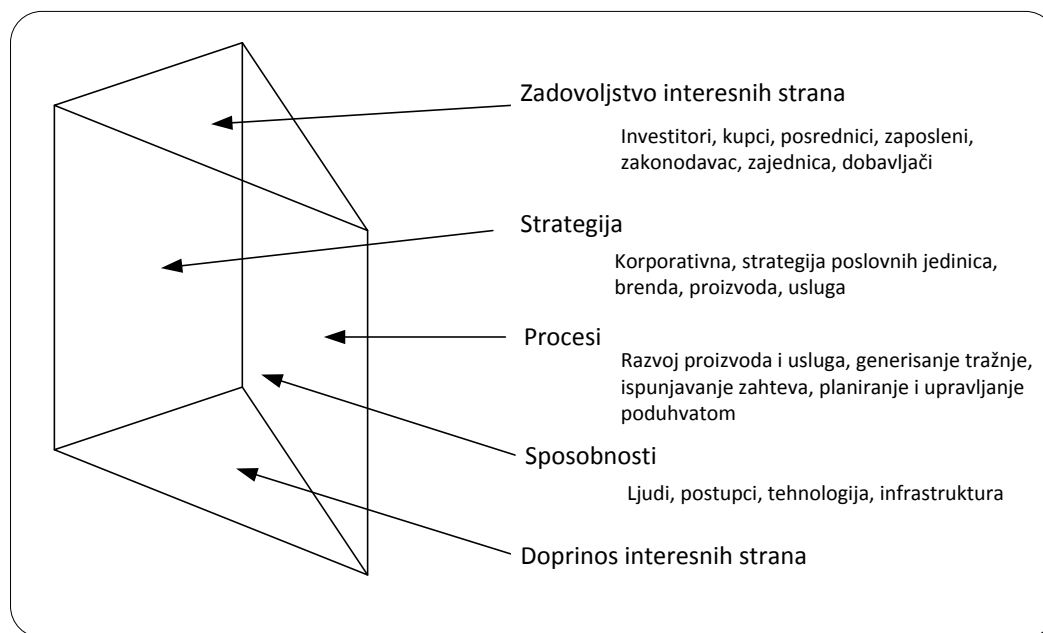 Zadovoljstvo interesnih strana
Investitori, kupci, posrednici, zaposleni,
zakonodavac, zajednica, dobavljači
Strategija
Korporativna, strategija poslovnih jedinica,
brenda, proizvoda, usluga
Procesi
Razvoj proizvoda i usluga, generisanje tražnje,
ispunjavanje zahteva, planiranje i upravljanje
poduhvatom
Sposobnosti
Ljudi, postupci, tehnologija, infrastruktura
Doprinos interesnih strana